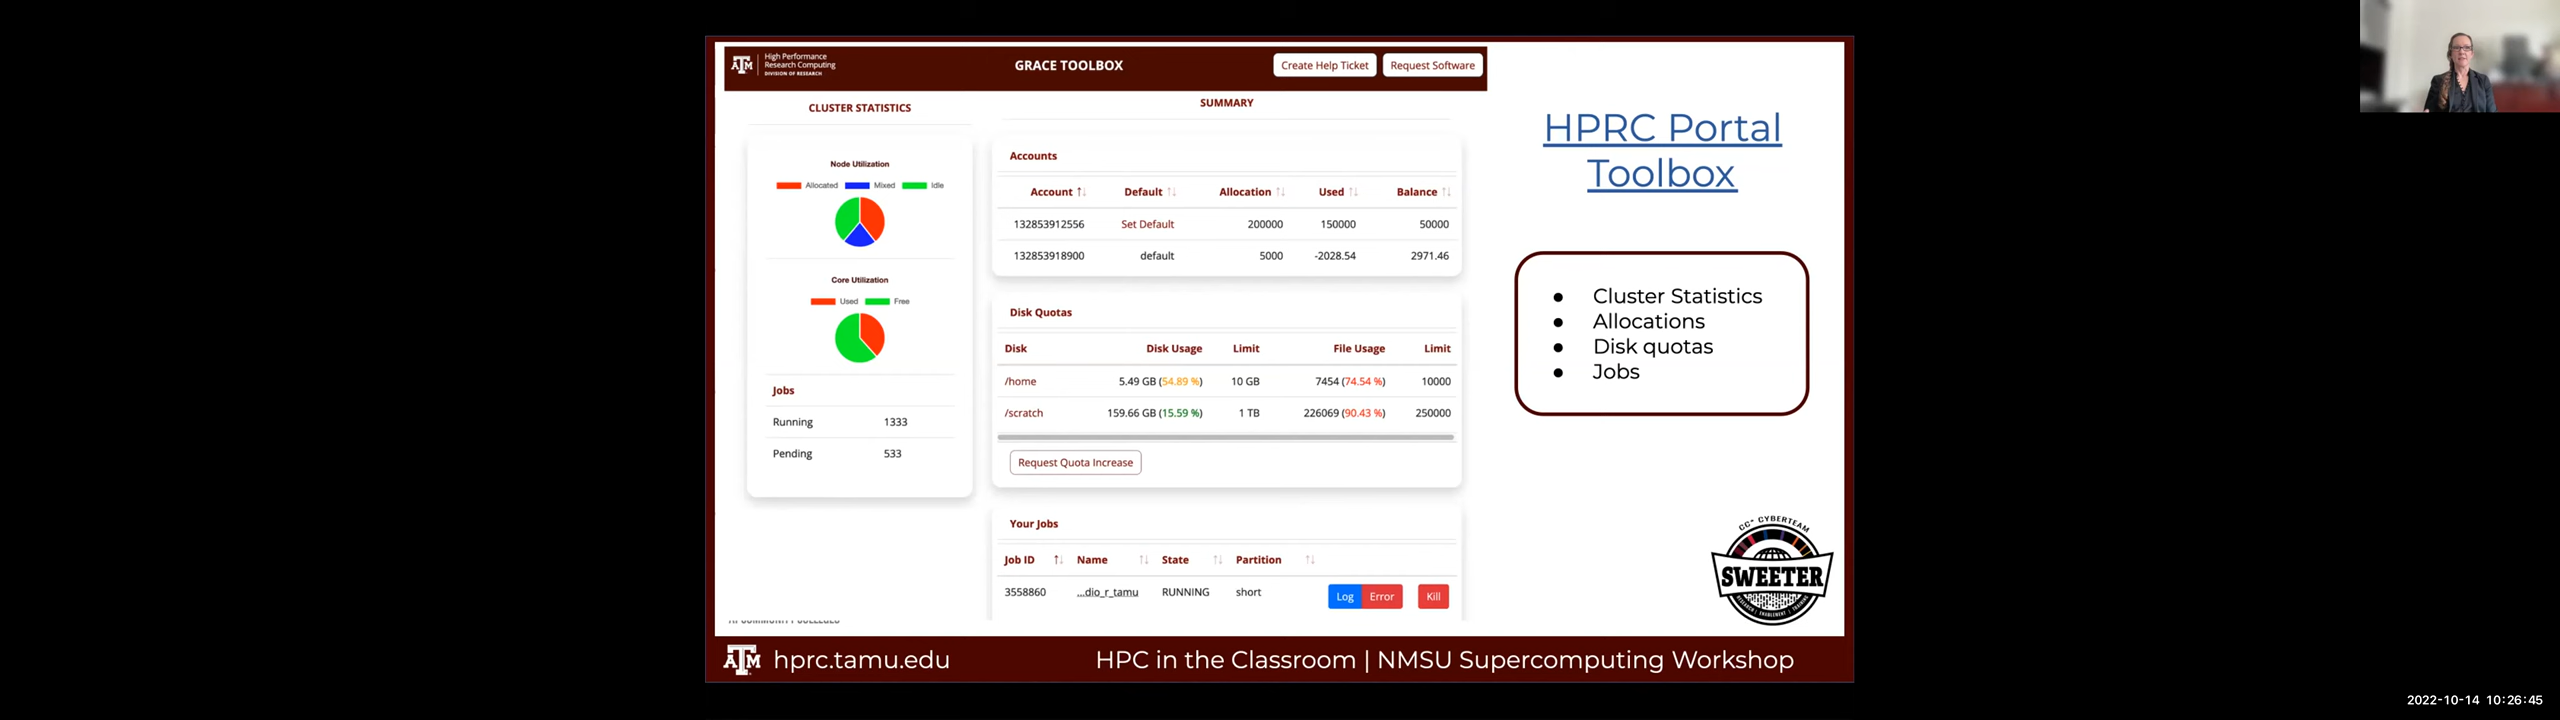 High Performance
Research Computing
DIVISION OF RESEARCH
GRACE TOOLBOX
Create Help Ticket
Request Software
CLUSTER STATISTICS
Node Utilization
Allocated Mixed Idle
Core Utilization
Used Free
Jobs
Running 1333
Pending 533
SUMMARY
Accounts
Account Default Allocation Used Balance
132853912556 Set Default 200000 150000 50000
132853918900 default 5000 -2028.54 2971.46
Disk Quotas
Disk Disk Usage Limit File Usage Limit
/home 5.49 GB (54.89 %) 10 GB 7454 (74.54 %) 10000
/scratch 159.66 GB (15.59 %) 1 TB 226069 (90.43 %) 250000
Request Quota Increase
Your Jobs
Job ID Name State Partition
3558860 ...dio_r_tamu RUNNING short Log Error Kill
HPRC Portal
Toolbox
● Cluster Statistics
● Allocations
● Disk quotas
● Jobs
CC* CYBERTEAM
SWEETER
ATM hprc.tamu.edu
HPC in the Classroom | NMSU Supercomputing Workshop
2022-10-14 10:26:45